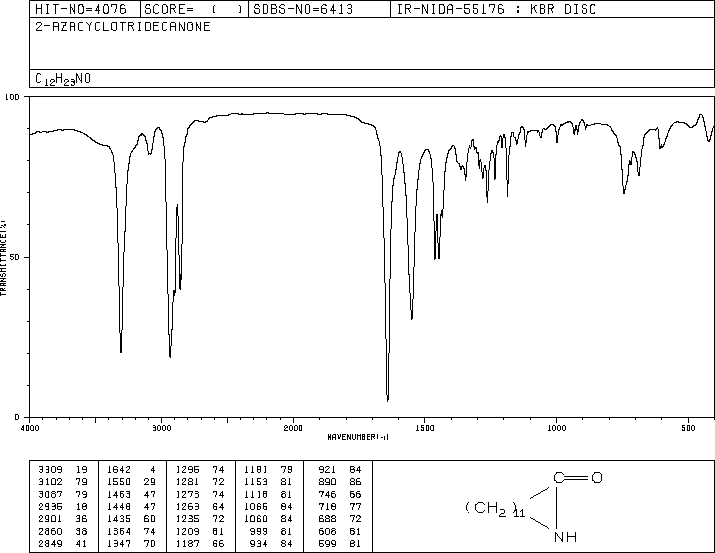 HIT-NO=4076 SCORE= ( ) SDBS-NO=6413 IR-NIDA-55176 : KBR DISC
2-AZACYCLOTRIDECANONE
C12H23NO
100
50
0
TRANSMITTANCE(%)
4000 3000 2000 1500 1000 500
WAVENUMBER(-1)
3309 19 1642 4 1296 74 1181 79 921 84
3102 79 1550 29 1281 72 1153 81 890 86
3087 79 1463 47 1273 74 1118 81 746 66
2935 18 1448 47 1263 64 1066 84 718 77
2901 36 1435 60 1235 72 1060 84 688 72
2860 38 1364 74 1209 81 999 81 608 81
2849 41 1347 70 1187 66 934 84 599 81
C=O
(CH2)11
NH